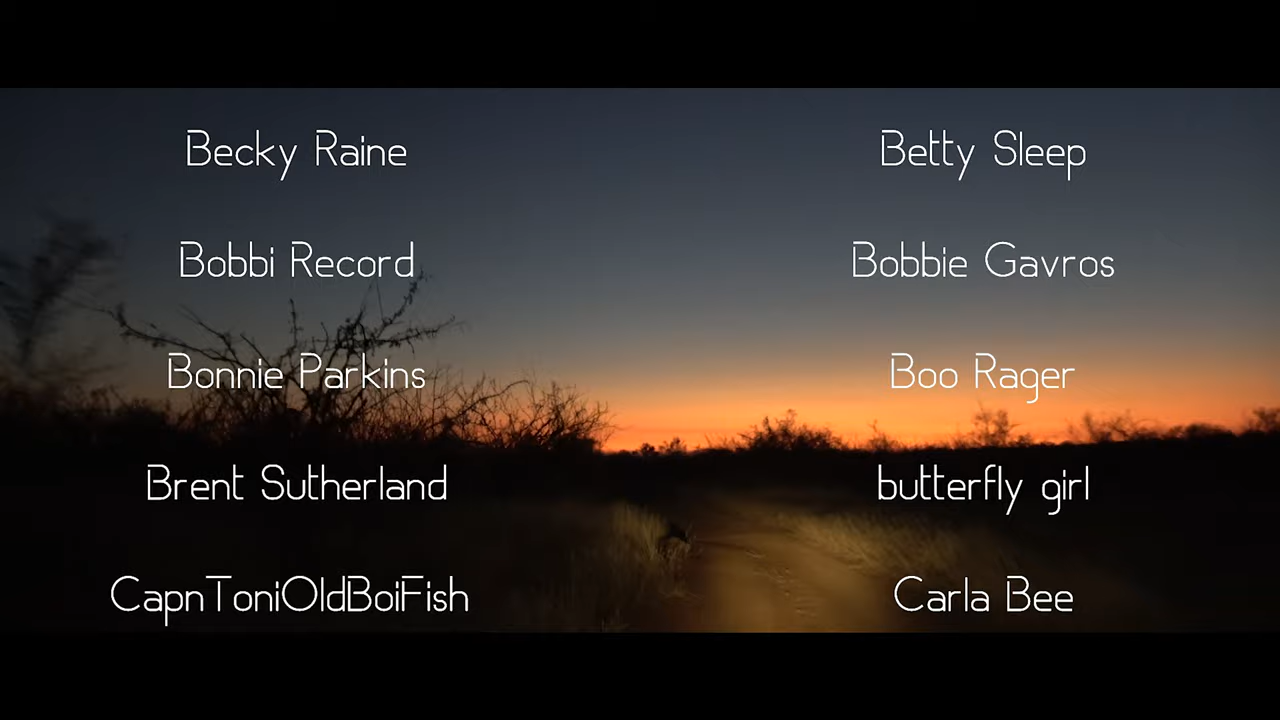 Becky Raine
Betty Sleep
Bobbi Record
Bobbie Gavros
Bonnie Parkins
Boo Rager
Brent Sutherland
butterfly girl
CapnToniOldBoiFish
Carla Bee